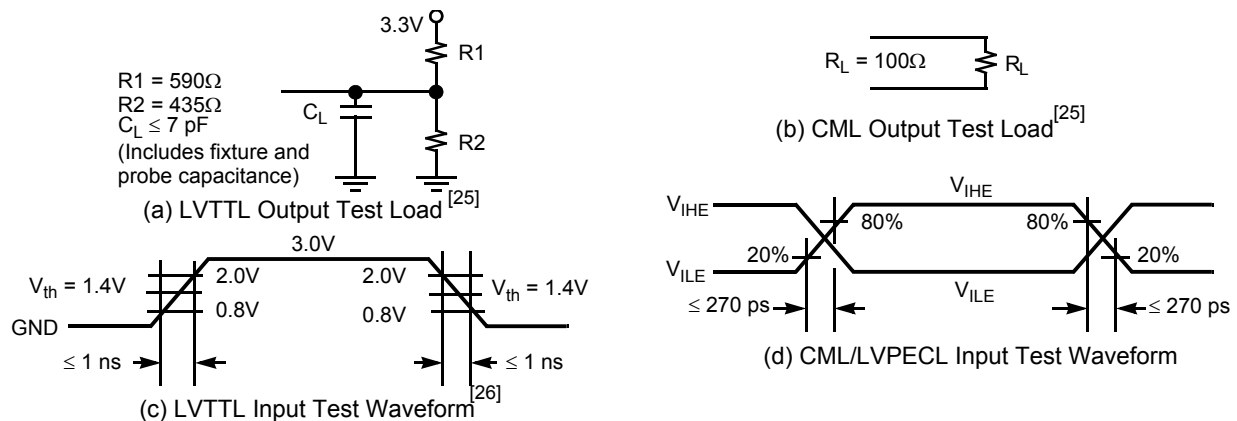 3.3V
R1
R1 = 590Ω
R2 = 435Ω
C_L ≤ 7 pF
(Includes fixture and
probe capacitance)
C_L
R2
(a) LVTTL Output Test Load [25]
R_L = 100Ω
R_L
(b) CML Output Test Load [25]
3.0V
V_th = 1.4V
2.0V
0.8V
2.0V
0.8V
V_th = 1.4V
GND
≤ 1 ns
≤ 1 ns
(c) LVTTL Input Test Waveform [26]
V_IHE
V_IHE
80%
80%
20%
20%
V_ILE
V_ILE
≤ 270 ps
≤ 270 ps
(d) CML/LVPECL Input Test Waveform